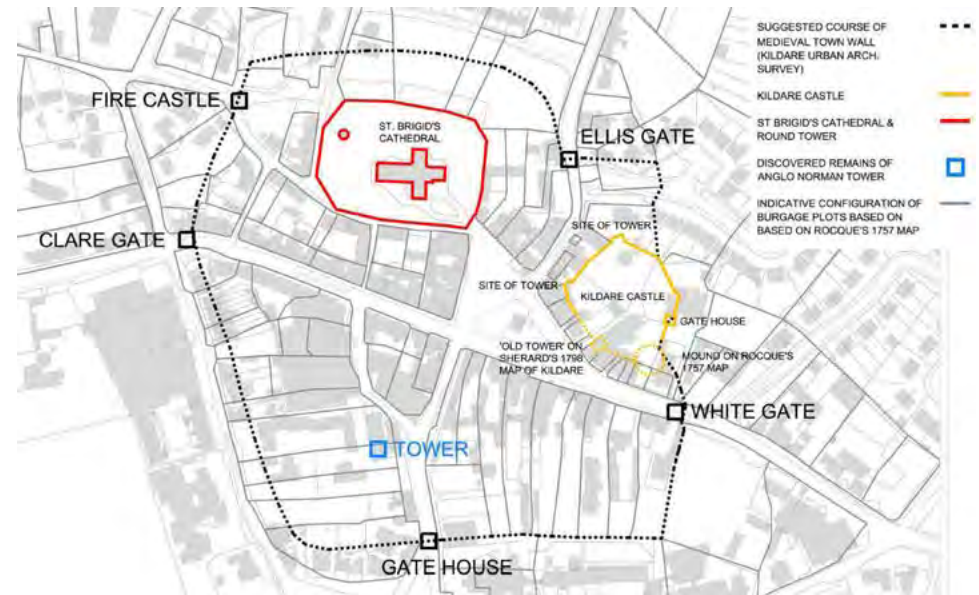 SUGGESTED COURSE OF
MEDIEVAL TOWN WALL
(KILDARE URBAN ARCH.
SURVEY)
KILDARE CASTLE
ST BRIGID'S CATHEDRAL &
ROUND TOWER
DISCOVERED REMAINS OF
ANGLO NORMAN TOWER
INDICATIVE CONFIGURATION OF
BURGAGE PLOTS BASED ON
BASED ON ROCQUE'S 1757 MAP
FIRE CASTLE
ST. BRIGID'S
CATHEDRAL
ELLIS GATE
CLARE GATE
SITE OF TOWER
SITE OF TOWER
KILDARE CASTLE
GATE HOUSE
'OLD TOWER' ON
SHERARD'S 1798
MAP OF KILDARE
MOUND ON ROCQUE'S
1757 MAP
WHITE GATE
TOWER
GATE HOUSE